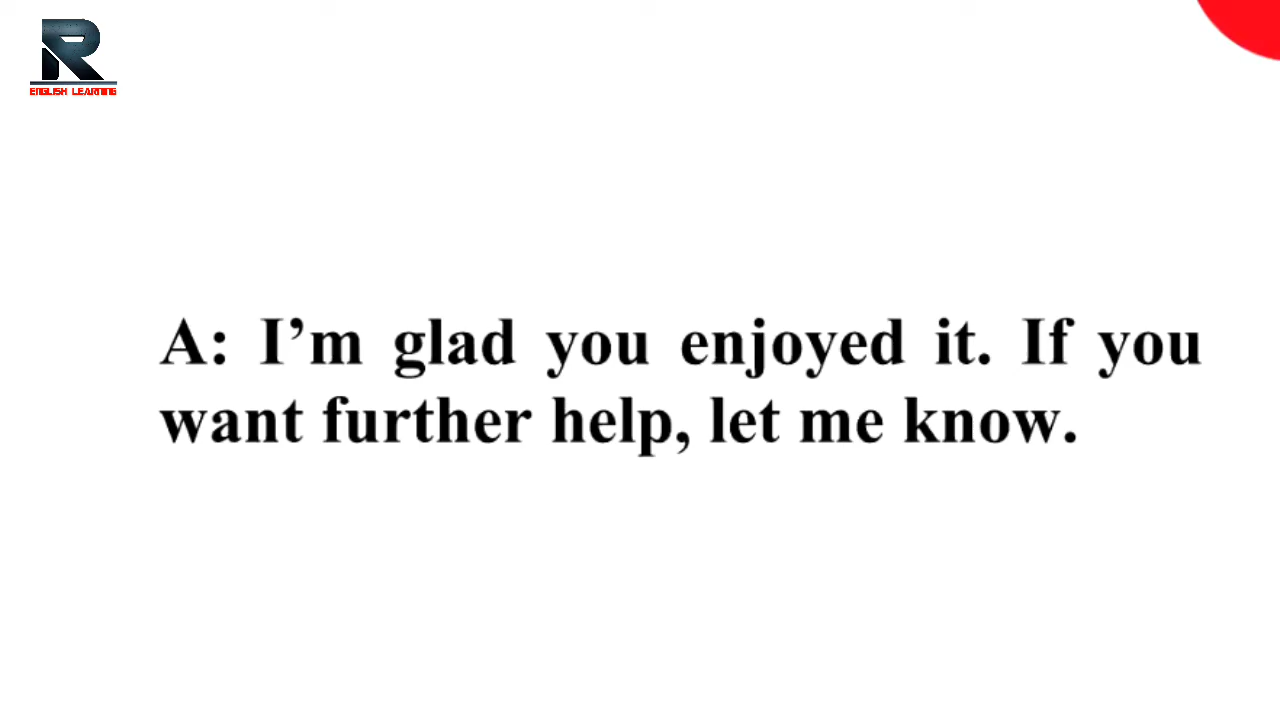 R
ENGLISH LEARNING
A: I’m glad you enjoyed it. If you
want further help, let me know.